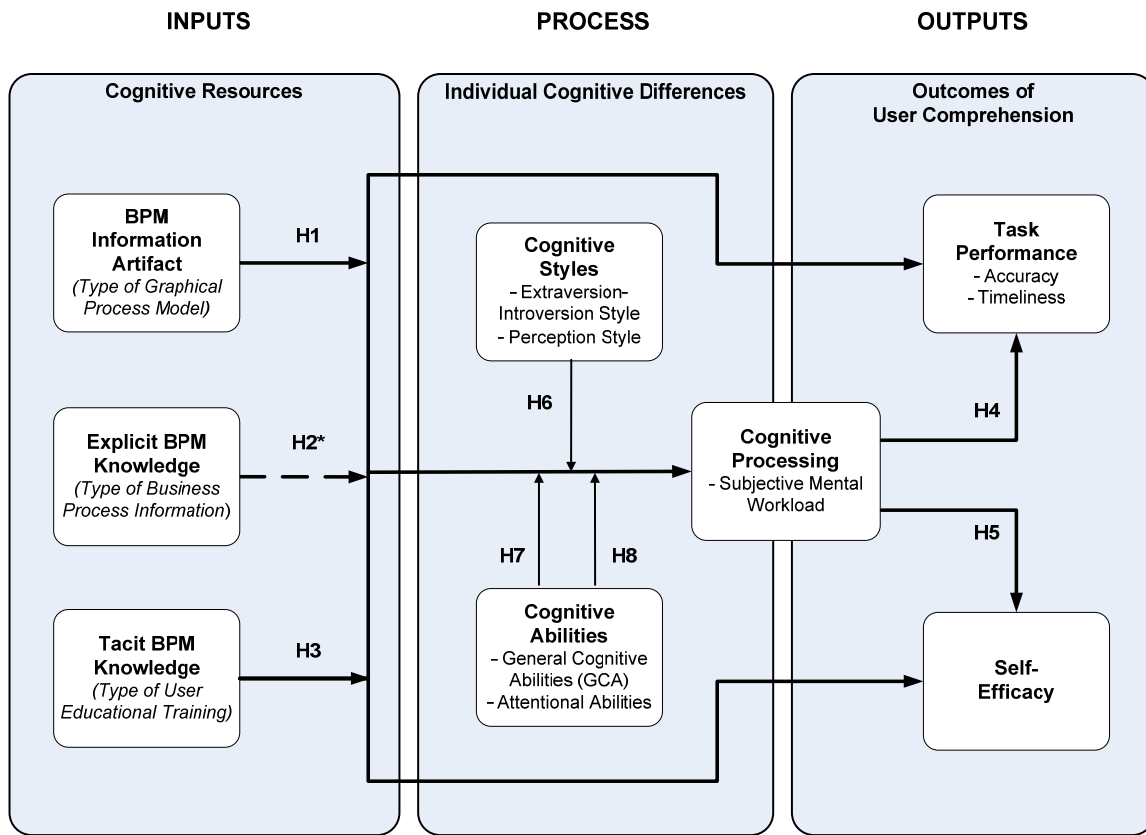 INPUTS
PROCESS
OUTPUTS
Cognitive Resources
Individual Cognitive Differences
Outcomes of
User Comprehension
BPM
Information
Artifact
(Type of Graphical
Process Model)
H1
Explicit BPM
Knowledge
(Type of Business
Process Information)
H2*
Tacit BPM
Knowledge
(Type of User
Educational Training)
H3
Cognitive
Styles
- Extraversion-
Introversion Style
- Perception Style
H6
H7
H8
Cognitive
Abilities
- General Cognitive
Abilities (GCA)
- Attentional Abilities
Cognitive
Processing
- Subjective Mental
Workload
Task
Performance
- Accuracy
- Timeliness
H4
H5
Self-
Efficacy